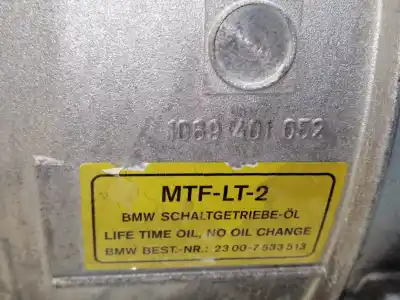 1089 401 052
MTF-LT-2
BMW SCHALTGETRIEBE-ÖL
LIFE TIME OIL, NO OIL CHANGE
BMW BEST.-NR.: 23 00-7 533 513